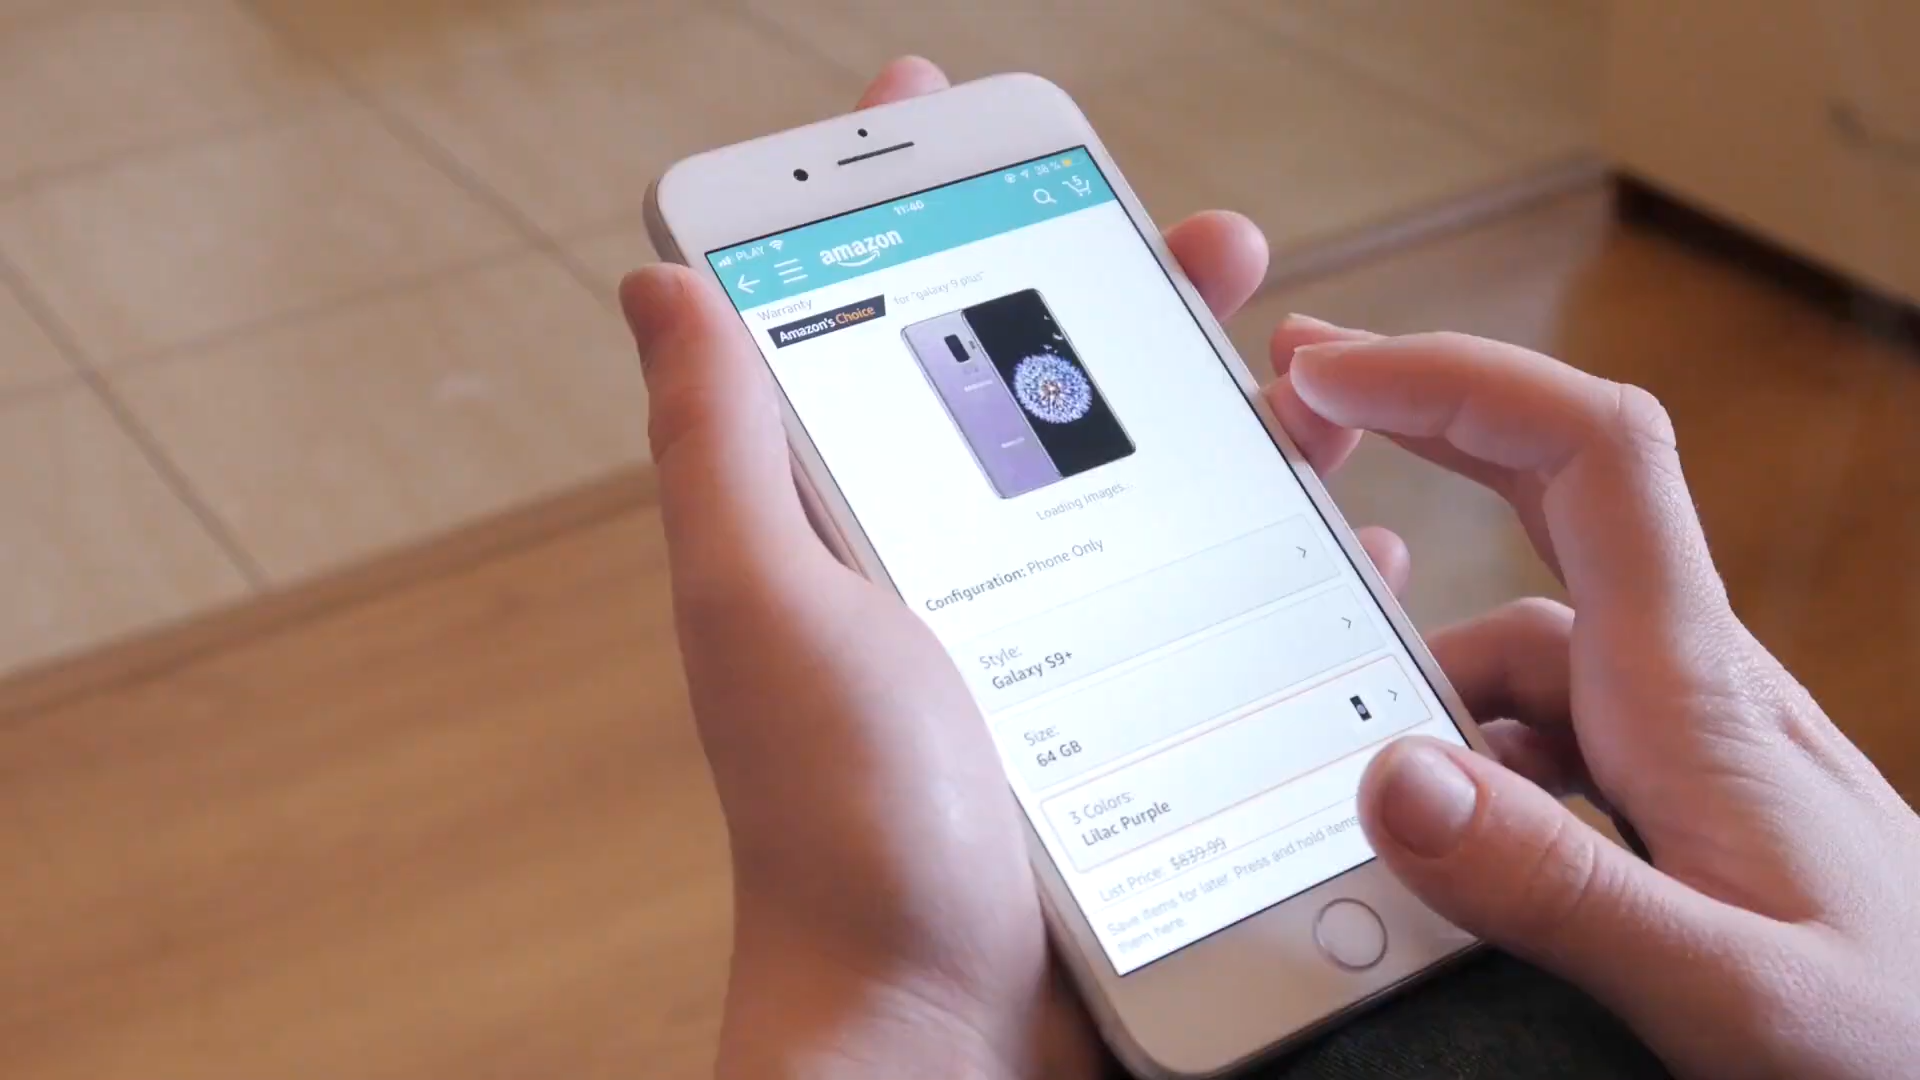 PLAY
11:40
38 %
5
amazon
Warranty
Amazon's Choice
for "galaxy 9 plus"
Loading Images...
Configuration: Phone Only
Style:
Galaxy S9+
Size:
64 GB
3 Colors:
Lilac Purple
List Price: $839.99
Save items for later. Press and hold items
them here.